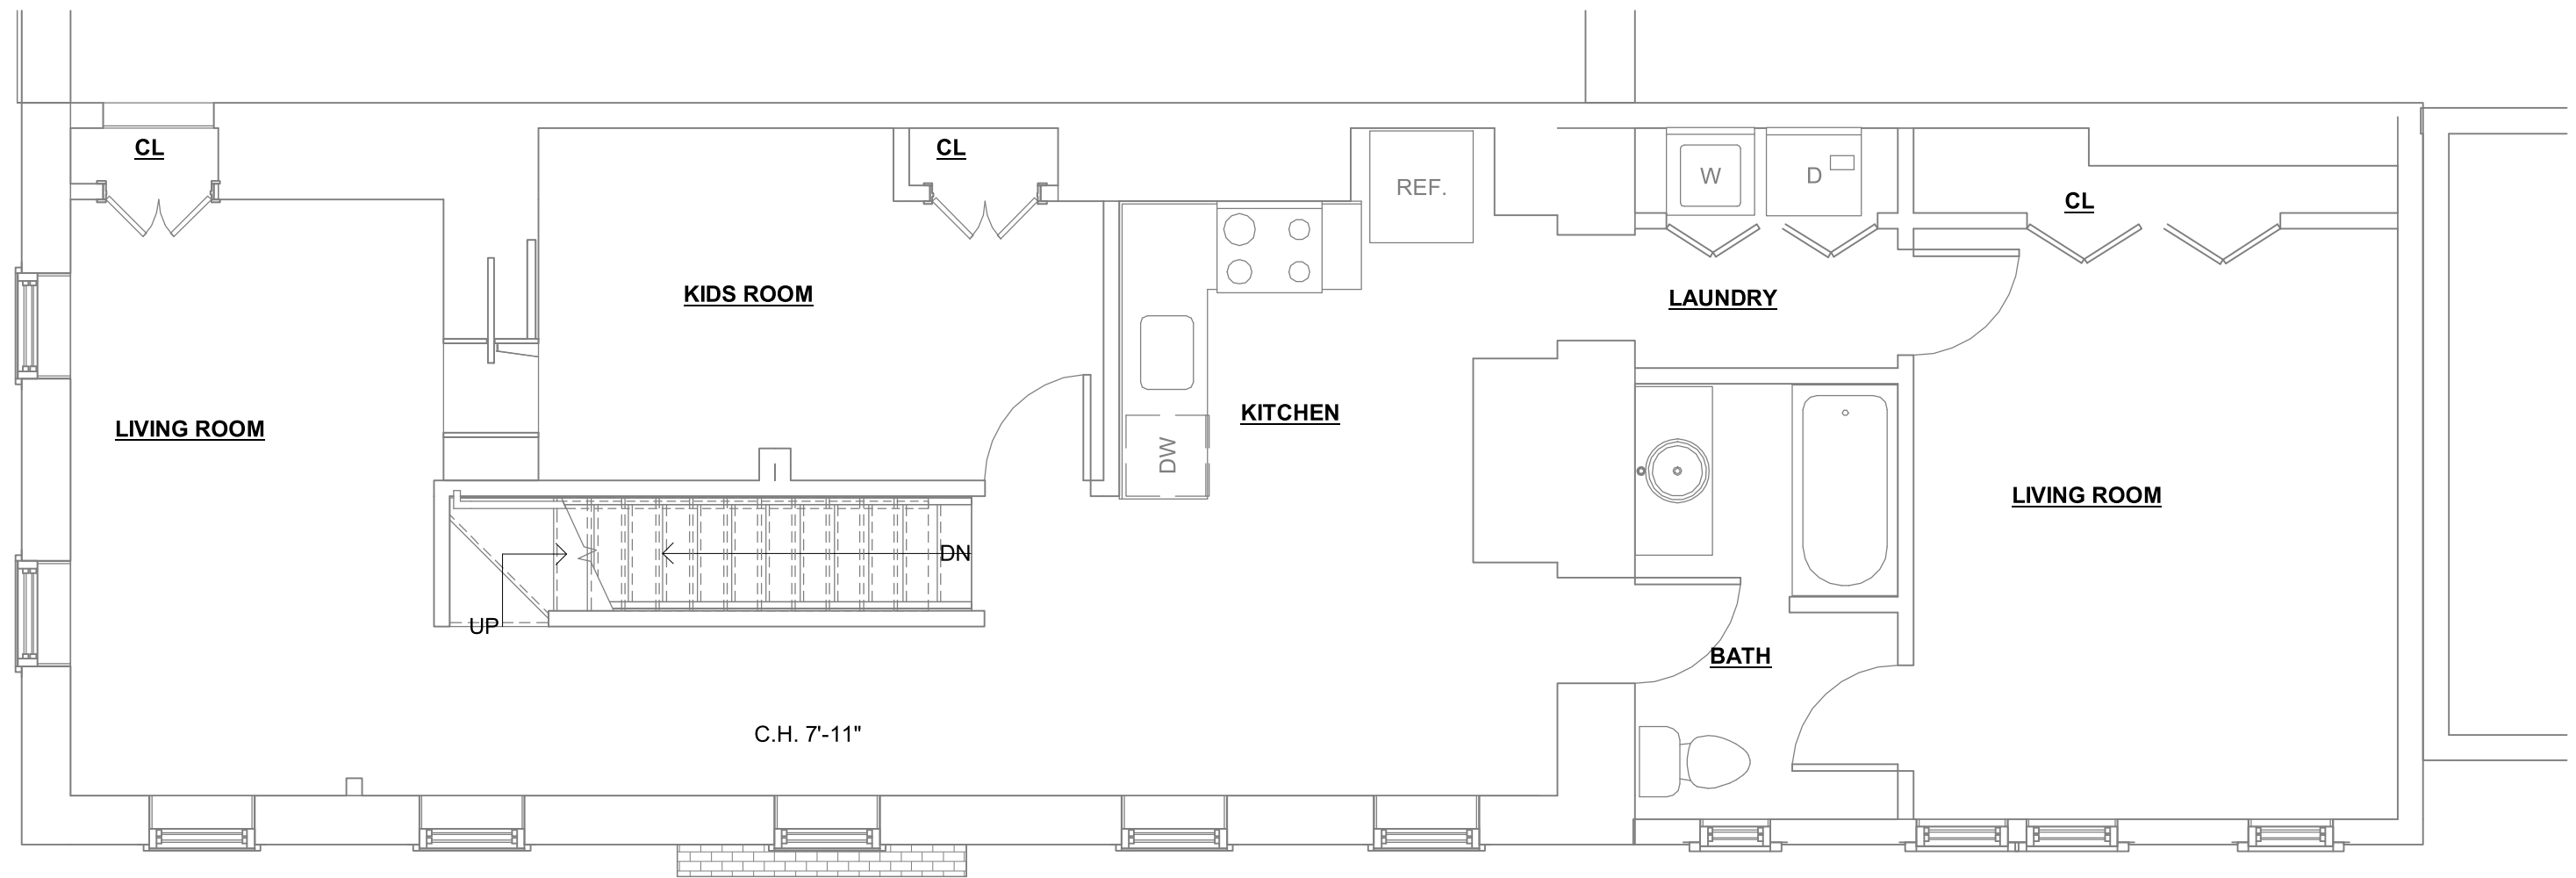 CL
CL
W
D
REF.
CL
KIDS ROOM
LAUNDRY
LIVING ROOM
KITCHEN
DW
LIVING ROOM
DN
UP
BATH
C.H. 7'-11"